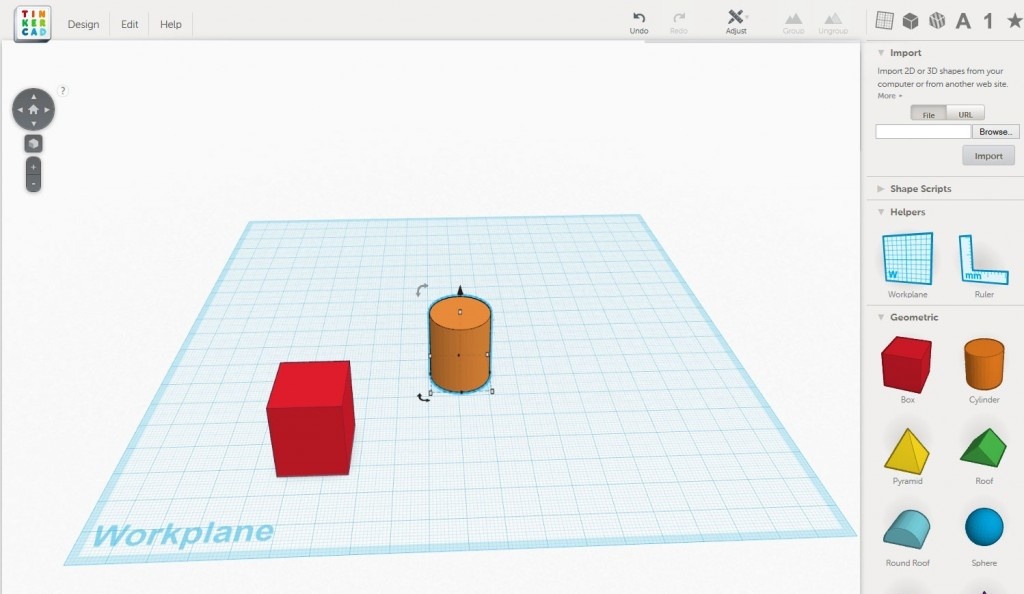 TIN
KER
CAD
Design
Edit
Help
Undo
Redo
Adjust
Group
Ungroup
A
1
?
+
-
Import
Import 2D or 3D shapes from your
computer or from another web site.
More
File
URL
Browse..
Import
Shape Scripts
Helpers
W
mm
Workplane
Ruler
Geometric
Box
Cylinder
Pyramid
Roof
Round Roof
Sphere
Workplane